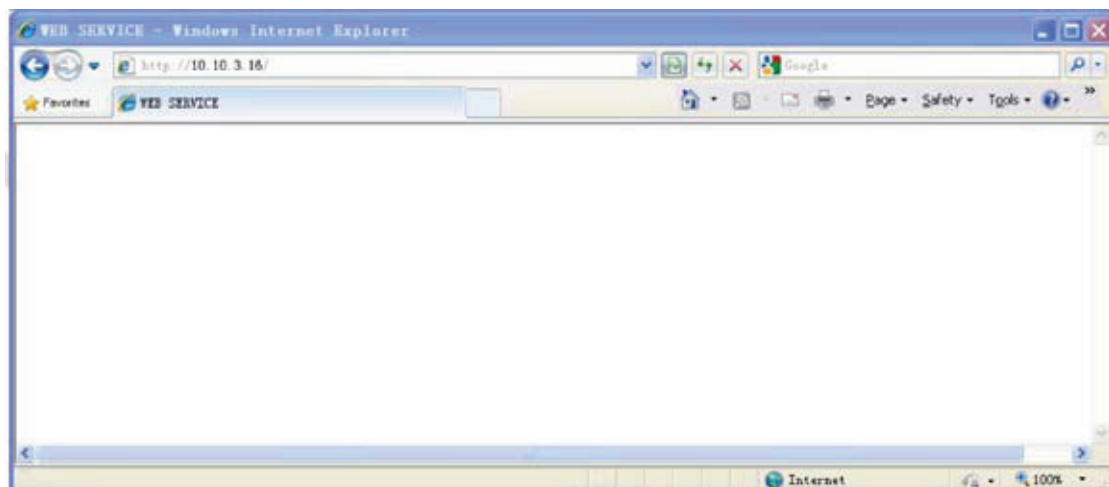 WEB SERVICE - Windows Internet Explorer
http://10.10.3.16/
Google
Favorites
WEB SERVICE
Page
Safety
Tools
Internet
100%